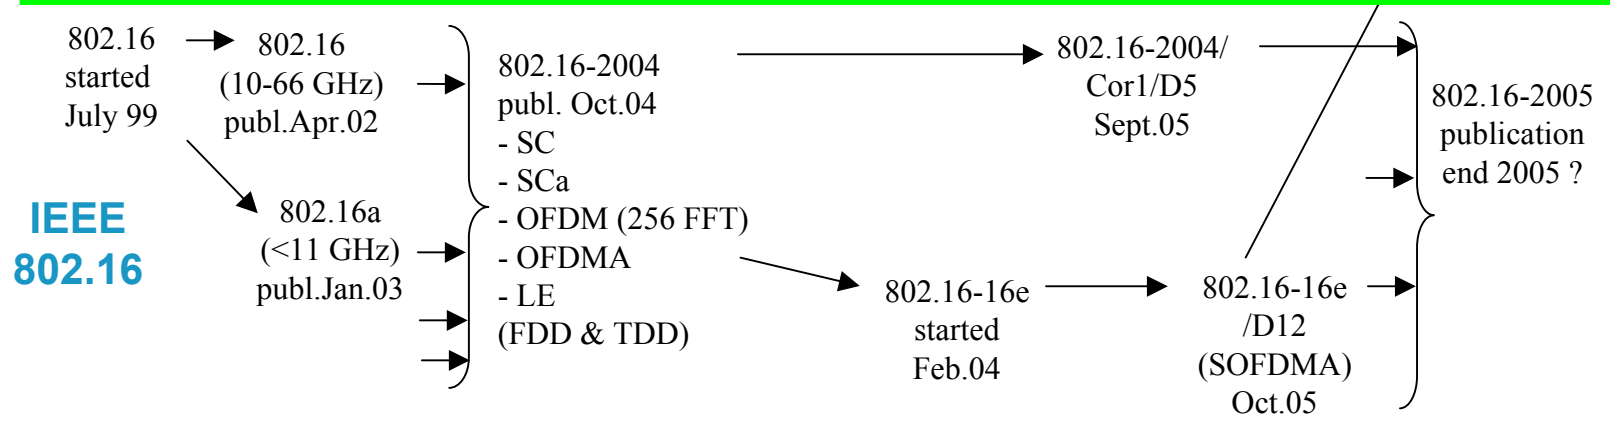 802.16
started
July 99
802.16
(10-66 GHz)
publ.Apr.02
802.16a
(<11 GHz)
publ.Jan.03
IEEE
802.16
802.16-2004
publ. Oct.04
- SC
- SCa
- OFDM (256 FFT)
- OFDMA
- LE
(FDD & TDD)
802.16-2004/
Cor1/D5
Sept.05
802.16-16e
started
Feb.04
802.16-16e
/D12
(SOFDMA)
Oct.05
802.16-2005
publication
end 2005 ?